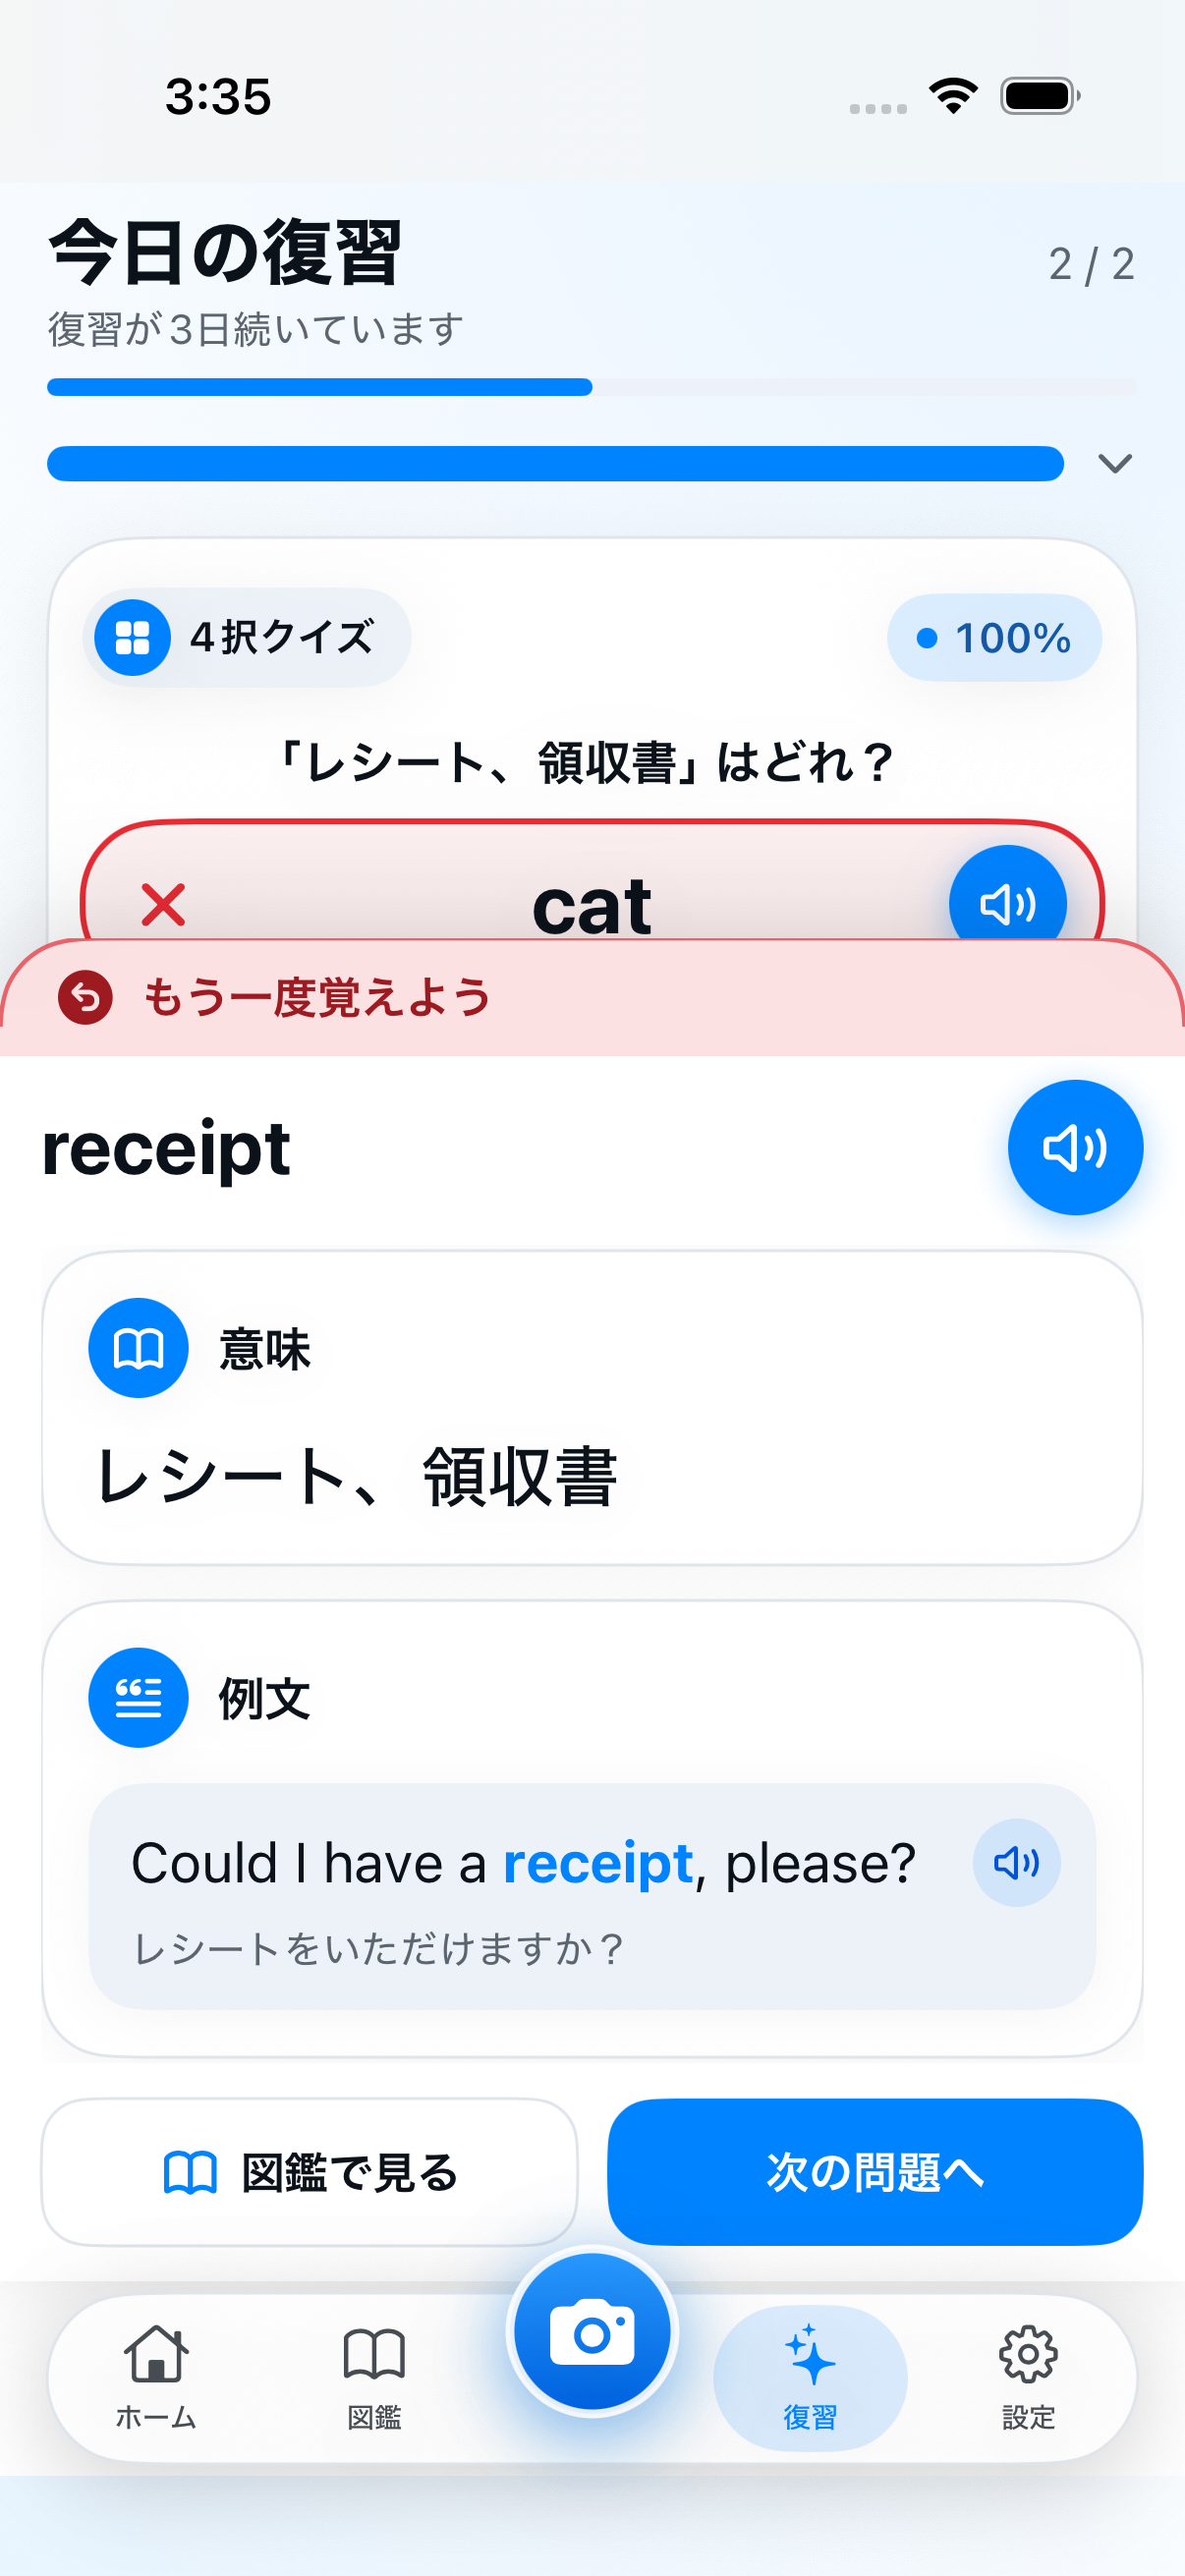 3:35
今日の復習
2 / 2
復習が3日続いています
4択クイズ
100%
「レシート、領収書」はどれ？
cat
もう一度覚えよう
receipt
意味
レシート、領収書
例文
Could I have a receipt, please?
レシートをいただけますか？
図鑑で見る
次の問題へ
ホーム
図鑑
復習
設定